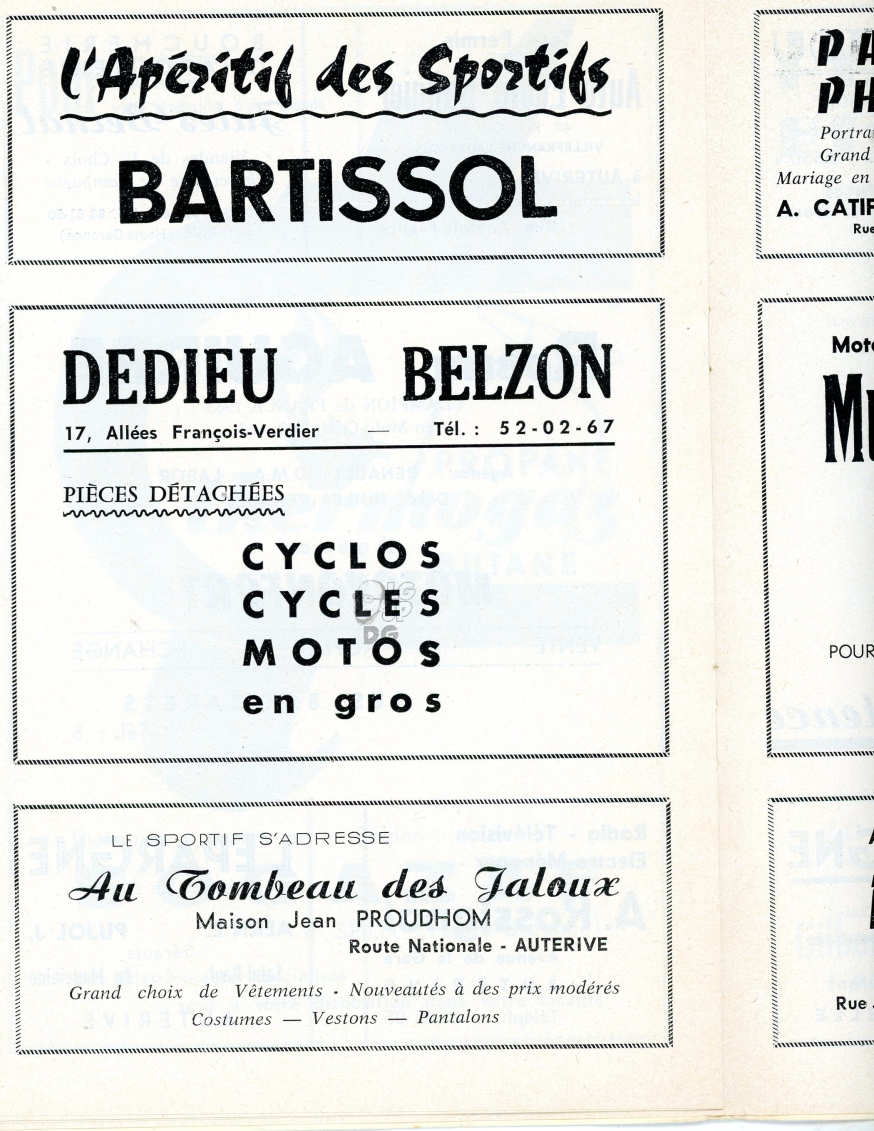 l'Apéritif des Sportifs
BARTISSOL
DEDIEU BELZON
17, Allées François-Verdier — Tél. : 52-02-67
PIÈCES DÉTACHÉES
CYCLOS
CYCLES
MOTOS
en gros
LE SPORTIF S'ADRESSE
Au Tombeau des Jaloux
Maison Jean PROUDHOM
Route Nationale - AUTERIVE
Grand choix de Vêtements - Nouveautés à des prix modérés
Costumes — Vestons — Pantalons
PA
PH
Portra
Grand
Mariage en
A. CATIF
Rue
Moto
POUR
Rue